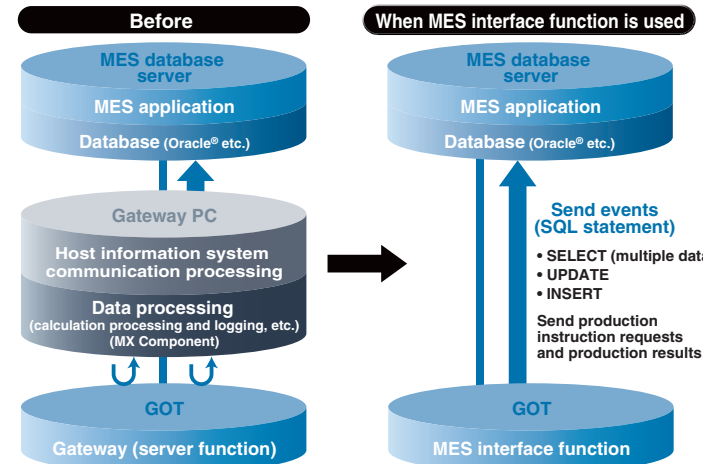 Before
MES database
server
MES application
Database (Oracle® etc.)
Gateway PC
Host information system
communication processing
Data processing
(calculation processing and logging, etc.)
(MX Component)
GOT
Gateway (server function)
When MES interface function is used
MES database
server
MES application
Database (Oracle® etc.)
Send events
(SQL statement)
• SELECT (multiple data
• UPDATE
• INSERT
Send production
instruction requests
and production results
GOT
MES interface function